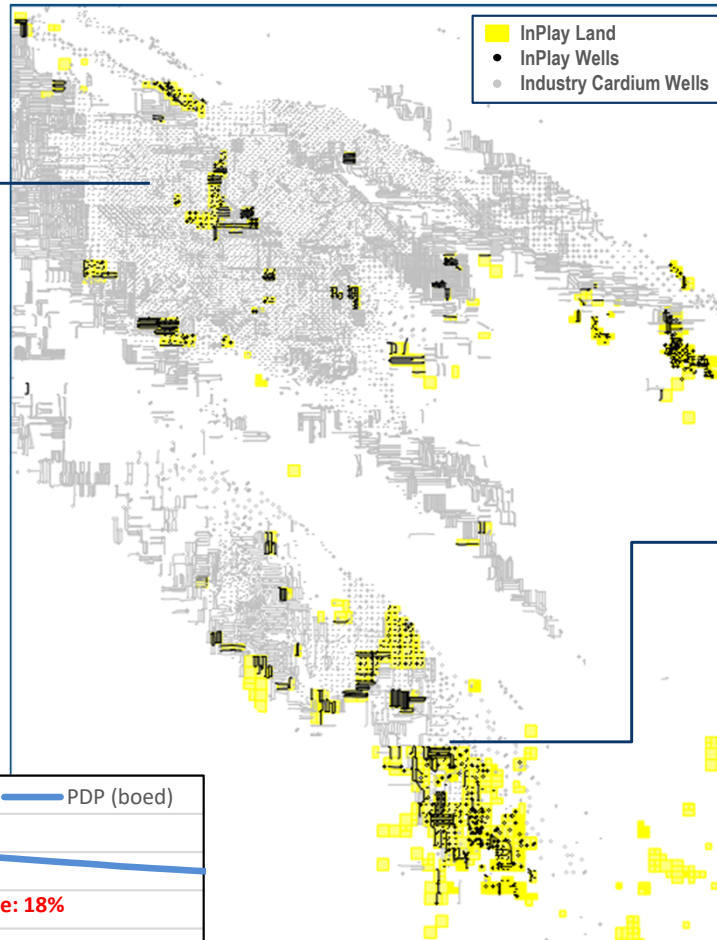 InPlay Land
InPlay Wells
Industry Cardium Wells
PDP (boed)
e: 18%